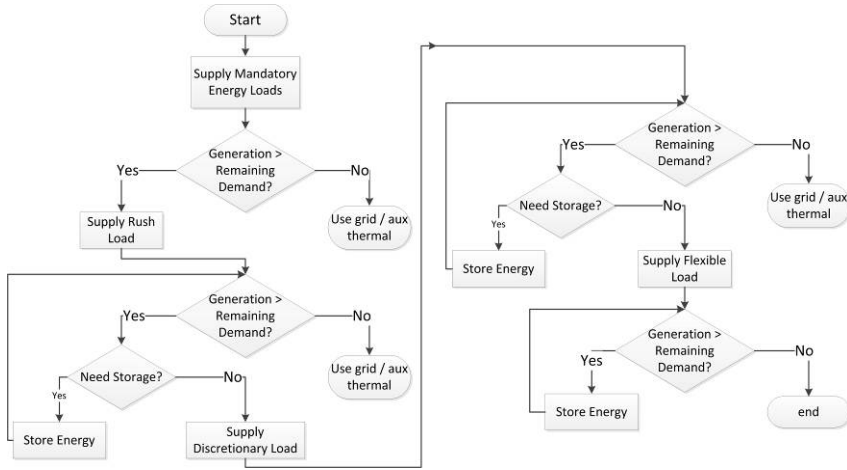 Start
Supply Mandatory
Energy Loads
Generation >
Remaining
Demand?
Yes
No
Supply Rush
Load
Use grid / aux
thermal
Generation >
Remaining
Demand?
Yes
No
Need Storage?
Use grid / aux
thermal
Yes
No
Store Energy
Supply
Discretionary Load
Generation >
Remaining
Demand?
Yes
No
Need Storage?
Use grid / aux
thermal
Yes
No
Store Energy
Supply Flexible
Load
Generation >
Remaining
Demand?
Yes
No
Store Energy
end